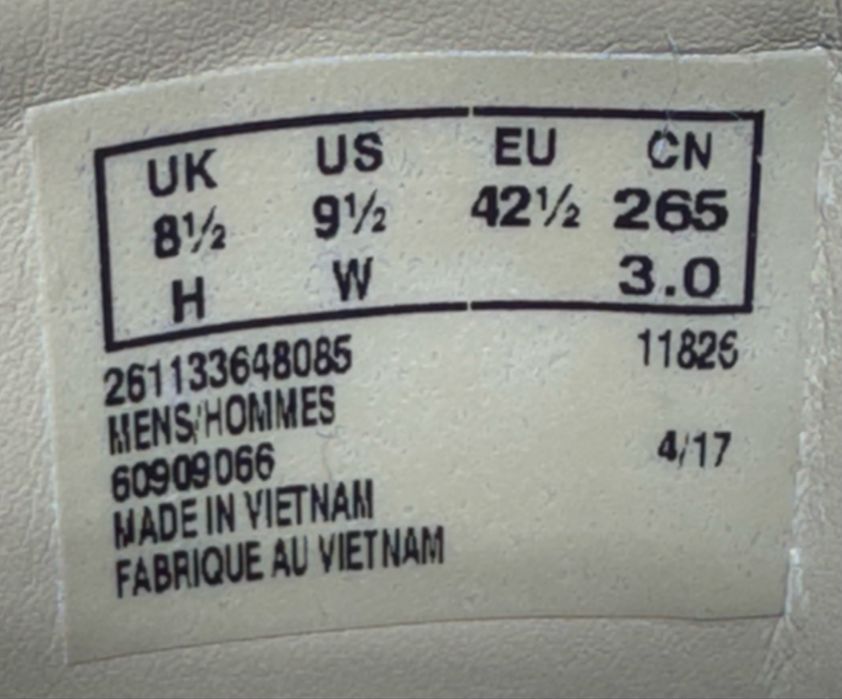 UK US EU CN
8½ 9½ 42½ 265
H W 3.0
261133648085 11826
MENS/HOMMES
60909066 4/17
MADE IN VIETNAM
FABRIQUE AU VIETNAM